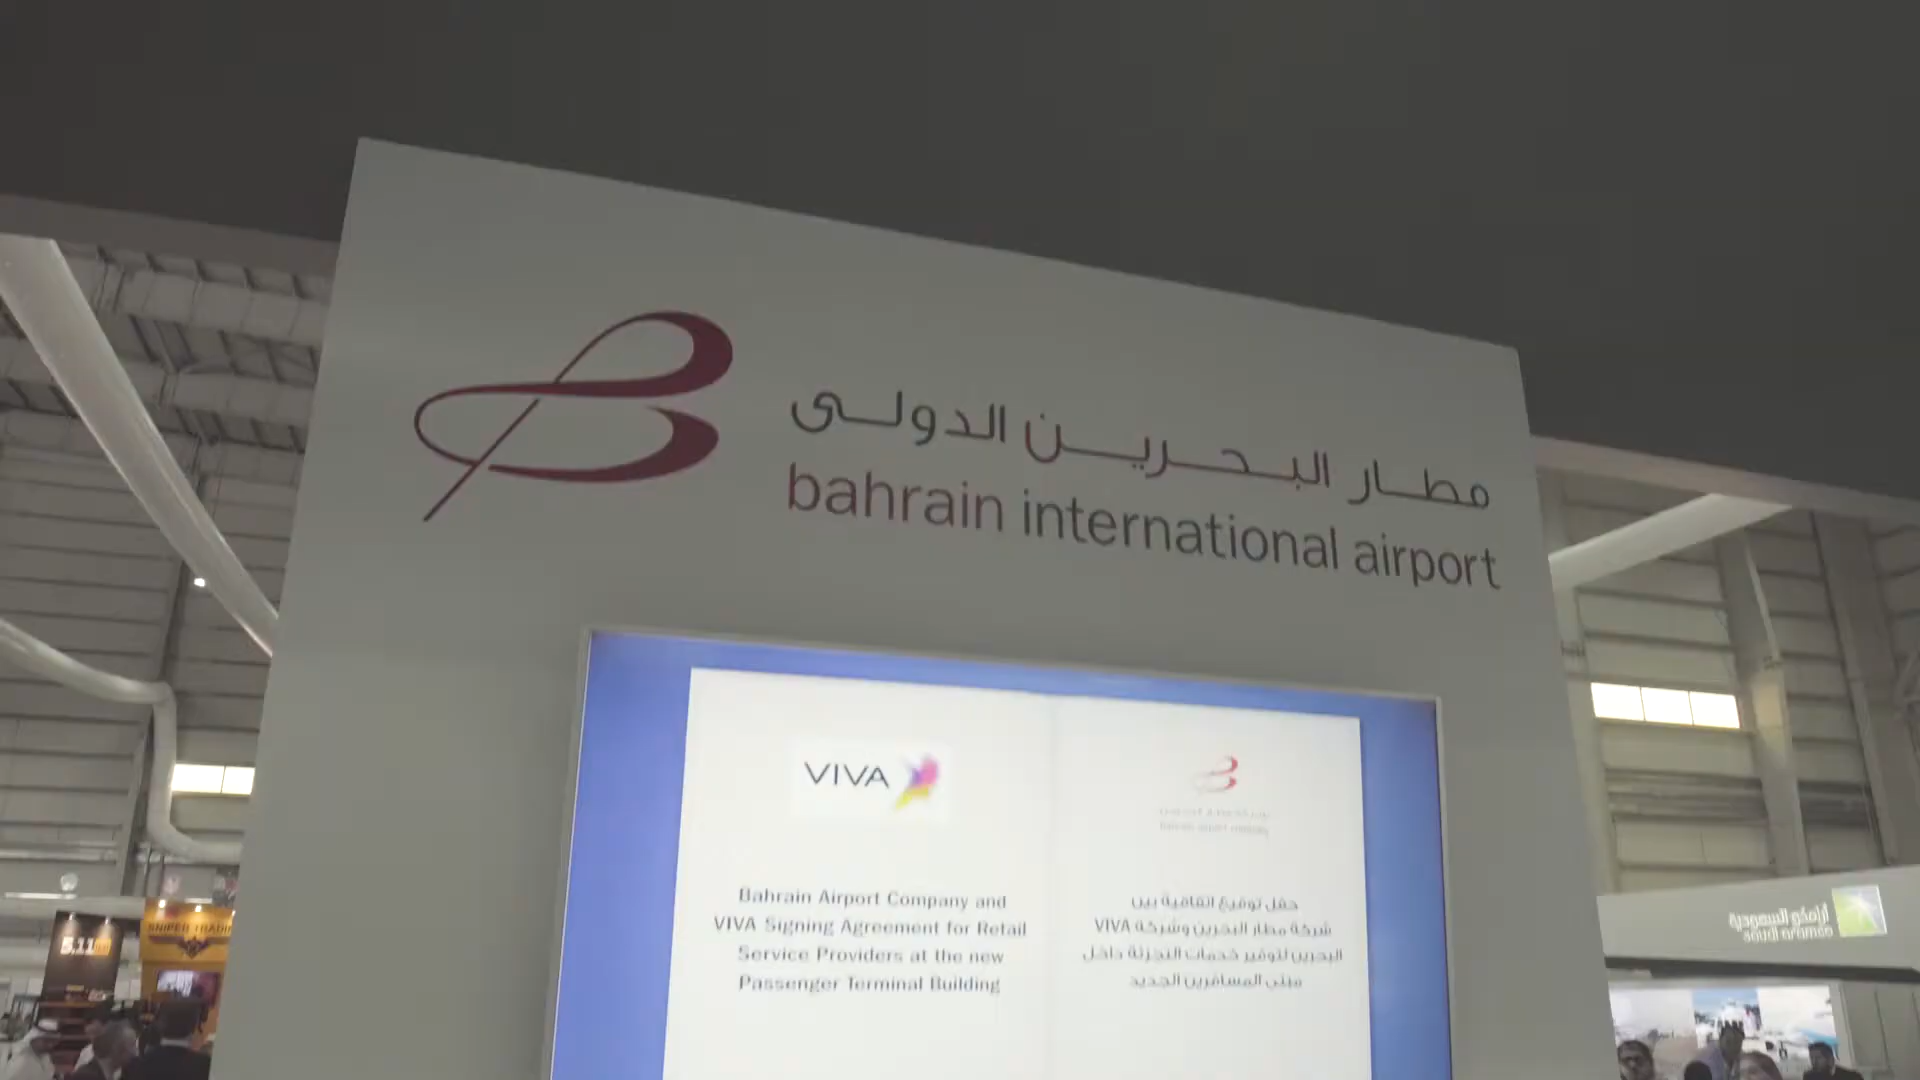 مطار البحرين الدولي
bahrain international airport
VIVA
Bahrain Airport Company and
VIVA Signing Agreement for Retail
Service Providers at the new
Passenger Terminal Building
حفل توقيع اتفاقية بين
شركة مطار البحرين وشركة VIVA
البحرين لتوفير خدمات التجزئة داخل
مبنى المسافرين الجديد
أرامكو السعودية
saudi aramco
5.11
SNIPER TRADING